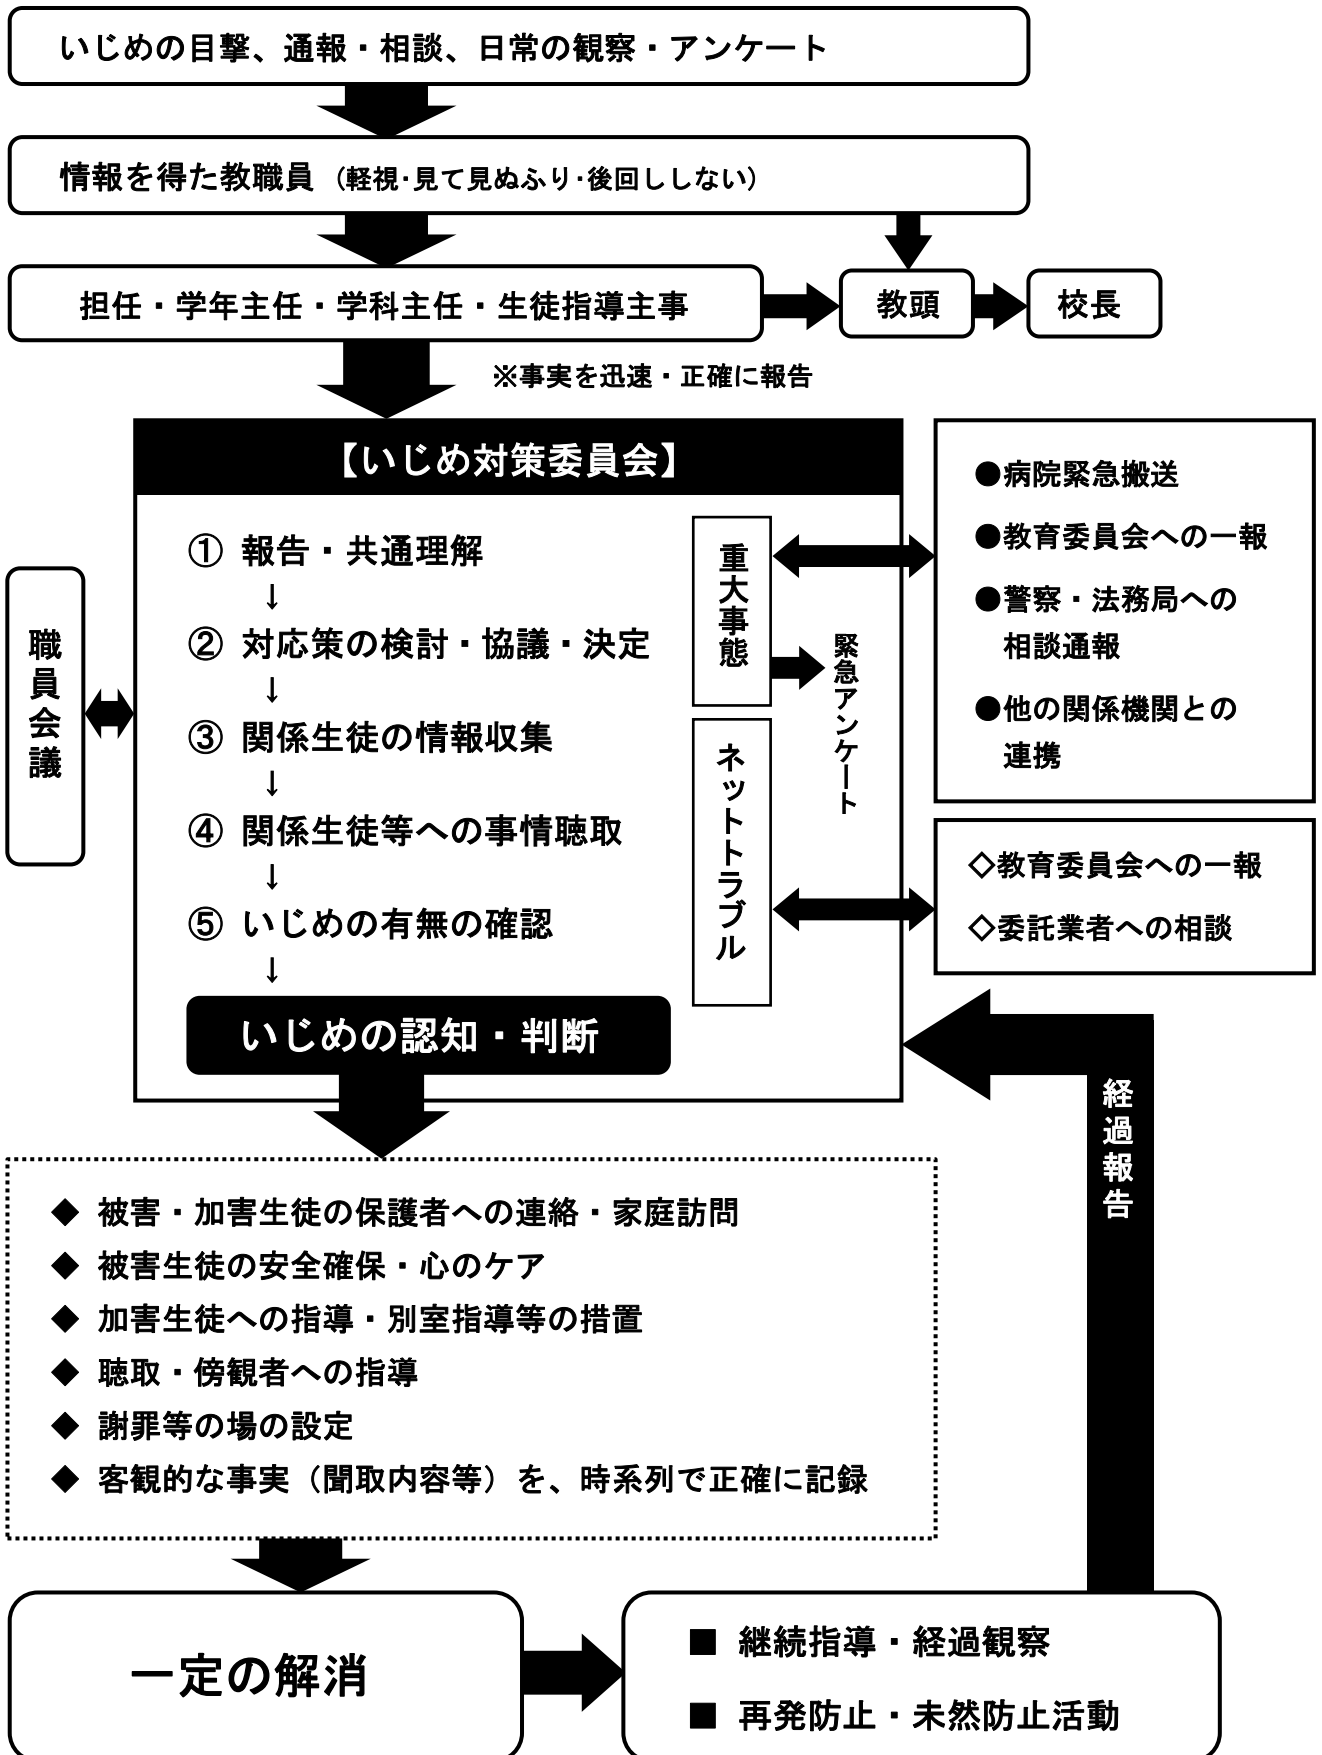 いじめの目撃、通報・相談、日常の観察・アンケート
情報を得た教職員（軽視・見て見ぬふり・後回ししない）
担任・学年主任・学科主任・生徒指導主事
教頭
校長
※事実を迅速・正確に報告
【いじめ対策委員会】
① 報告・共通理解
↓
② 対応策の検討・協議・決定
↓
③ 関係生徒の情報収集
↓
④ 関係生徒等への事情聴取
↓
⑤ いじめの有無の確認
↓
いじめの認知・判断
職員会議
重大事態
緊急アンケート
ネットトラブル
●病院緊急搬送
●教育委員会への一報
●警察・法務局への
相談通報
●他の関係機関との
連携
◇教育委員会への一報
◇委託業者への相談
経過報告
◆ 被害・加害生徒の保護者への連絡・家庭訪問
◆ 被害生徒の安全確保・心のケア
◆ 加害生徒への指導・別室指導等の措置
◆ 聴取・傍観者への指導
◆ 謝罪等の場の設定
◆ 客観的な事実（聞取内容等）を、時系列で正確に記録
一定の解消
■ 継続指導・経過観察
■ 再発防止・未然防止活動